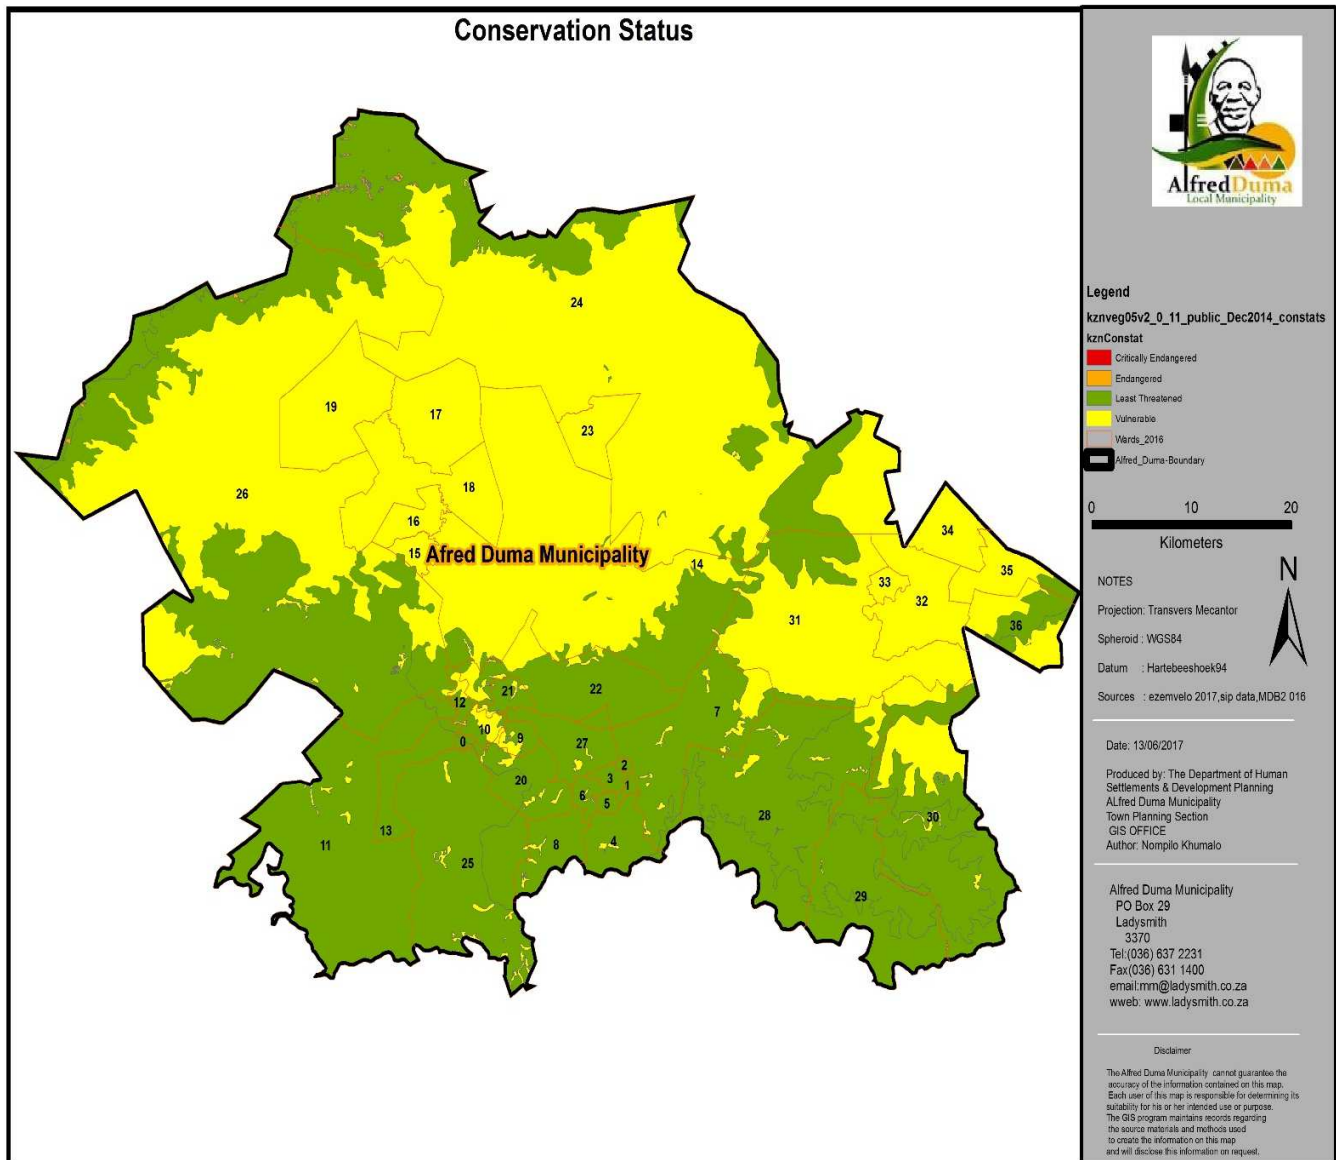 Conservation Status
24
19
17
23
26
18
16
34
15
Afred Duma Municipality
14
35
33
32
31
36
21
22
12
7
10
9
0
27
2
20
3
1
6
5
28
30
13
11
8
4
25
29
AlfredDuma
Local Municipality
Legend
kznveg05v2_0_11_public_Dec2014_constats
kznConstat
Critically Endangered
Endangered
Least Threatened
Vulnerable
Wards_2016
Alfred_Duma-Boundary
0 10 20
Kilometers
N
NOTES
Projection: Transvers Mecantor
Spheroid : WGS84
Datum : Hartebeeshoek94
Sources : ezemvelo 2017,sip data,MDB2 016
Date: 13/06/2017
Produced by: The Department of Human
Settlements & Development Planning
ALfred Duma Municipality
Town Planning Section
GIS OFFICE
Author: Nompilo Khumalo
Alfred Duma Municipality
PO Box 29
Ladysmith
3370
Tel:(036) 637 2231
Fax(036) 631 1400
email:mm@ladysmith.co.za
wweb: www.ladysmith.co.za
Disclaimer
The Alfred Duma Municipality cannot guarantee the
accuracy of the information contained on this map.
Each user of this map is responsible for determining its
suitability for his or her intended use or purpose.
The GIS program maintains records regarding
the source materials and methods used
to create the information on this map
and will disclose this information on request.